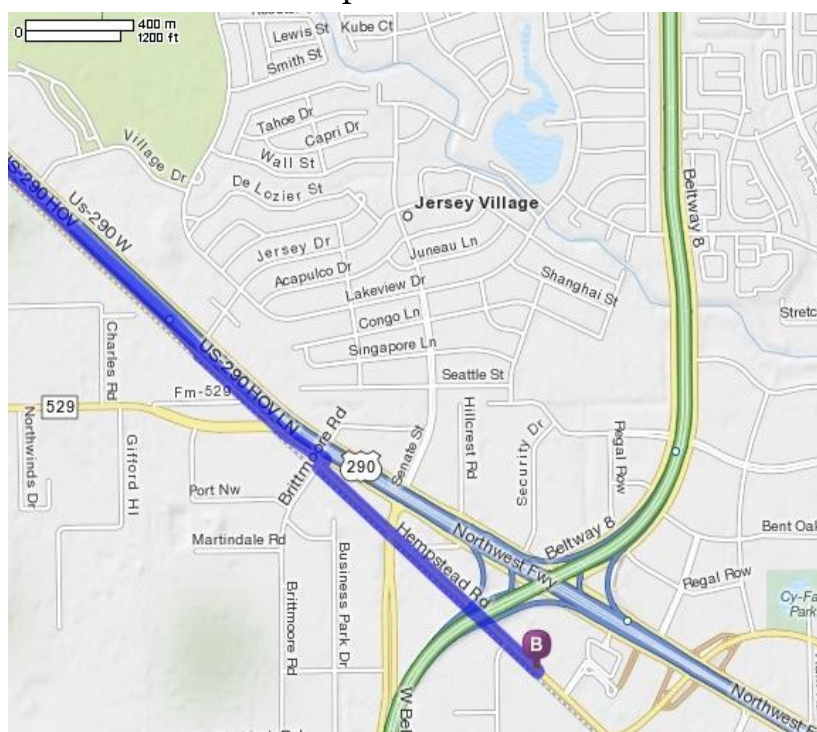 400 m
0
1200 ft
Lewis St
Kube Ct
Smith St
Tahoe Dr
Capri Dr
Village Dr
Wall St
De Lozier St
US-290 HOV
Us-290 W
Jersey Village
Beltway 8
Jersey Dr
Juneau Ln
Acapulco Dr
Lakeview Dr
Shanghai St
Congo Ln
Stretc
Charles Rd
Singapore Ln
US-290 HOV LN
Seattle St
Fm-529
529
Northwinds Dr
Gifford Hl
Brittmoore Rd
290
Senate St
Hillcrest Rd
Security Dr
Regal Row
Port Nw
Martindale Rd
Hempstead Rd
Northwest Fwy
Beltway 8
Bent Oak
Business Park Dr
Brittmoore Rd
Regal Row
Cy-Fa
Park
B
W Bel
Northwest F